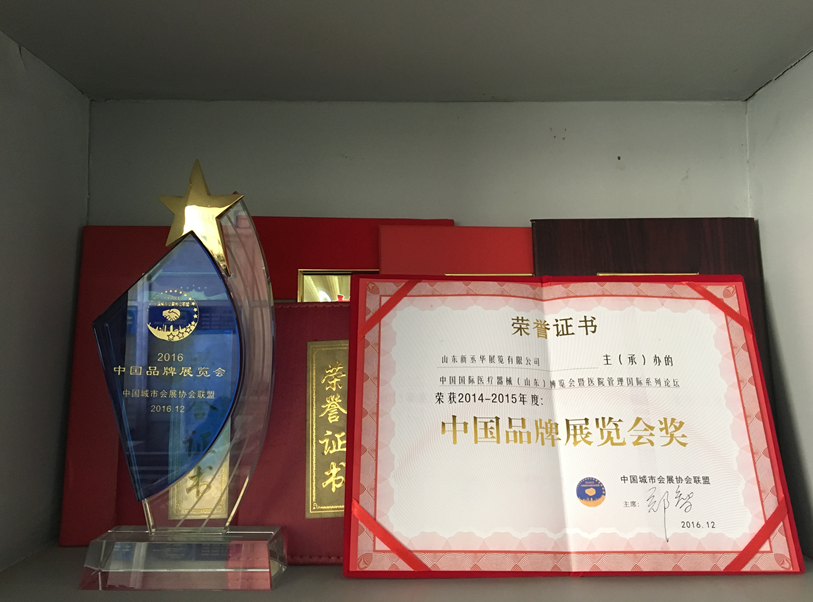 2016
中国品牌展览会
中国城市会展协会联盟
2016.12
荣誉证书
荣誉证书
山东新丞华展览有限公司 主（承）办的
中国国际医疗器械（山东）博览会暨医院管理国际系列论坛
荣获2014-2015年度：
中国品牌展览会奖
中国城市会展协会联盟
主席：
2016.12